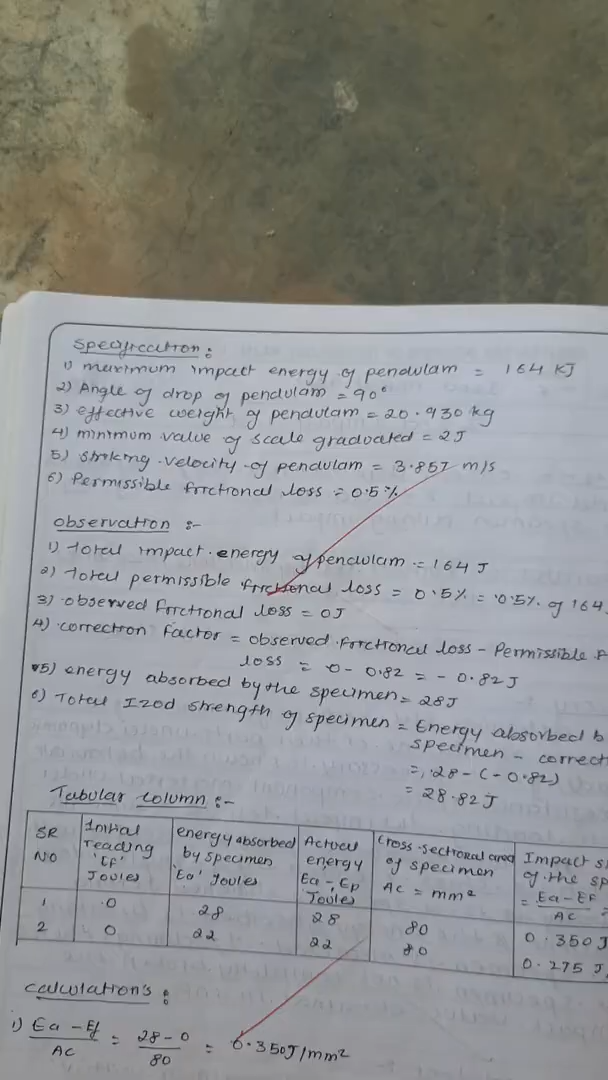 Specification :
1) maximum impact energy of pendulam = 164 KJ
2) Angle of drop of pendulam = 90°
3) effective weight of pendulam = 20.930 kg
4) minimum value of scale graduated = 2J
5) striking velocity of pendulam = 3.857 m/s
6) Permissible frictional loss = 0.5%
Observation :-
1) total impact energy of pendulam = 164 J
2) total permissible frictional loss = 0.5% = 0.5% of 164
3) observed frictional loss = 0J
4) correction factor = observed frictional loss - Permissible
loss = 0 - 0.82 = - 0.82 J
5) energy absorbed by the specimen = 28J
6) Total Izod strength of specimen = Energy absorbed b
specimen - correct
= 28 - (- 0.82)
= 28.82 J
Tabular column :-
SR NO | Initial reading 'Ef' Joules | energy absorbed by specimen 'Ea' Joules | Actual energy Ea - Ep Joules | Cross-sectional area of specimen Ac = mm² | Impact s of the sp = Ea - Ef / Ac =
1 | 0 | 28 | 28 | 80 | 0.350 J
2 | 0 | 22 | 22 | 80 | 0.275 J
Calculation's :
i) Ea - Ef / Ac = 28 - 0 / 80 = 0.350 J/mm²